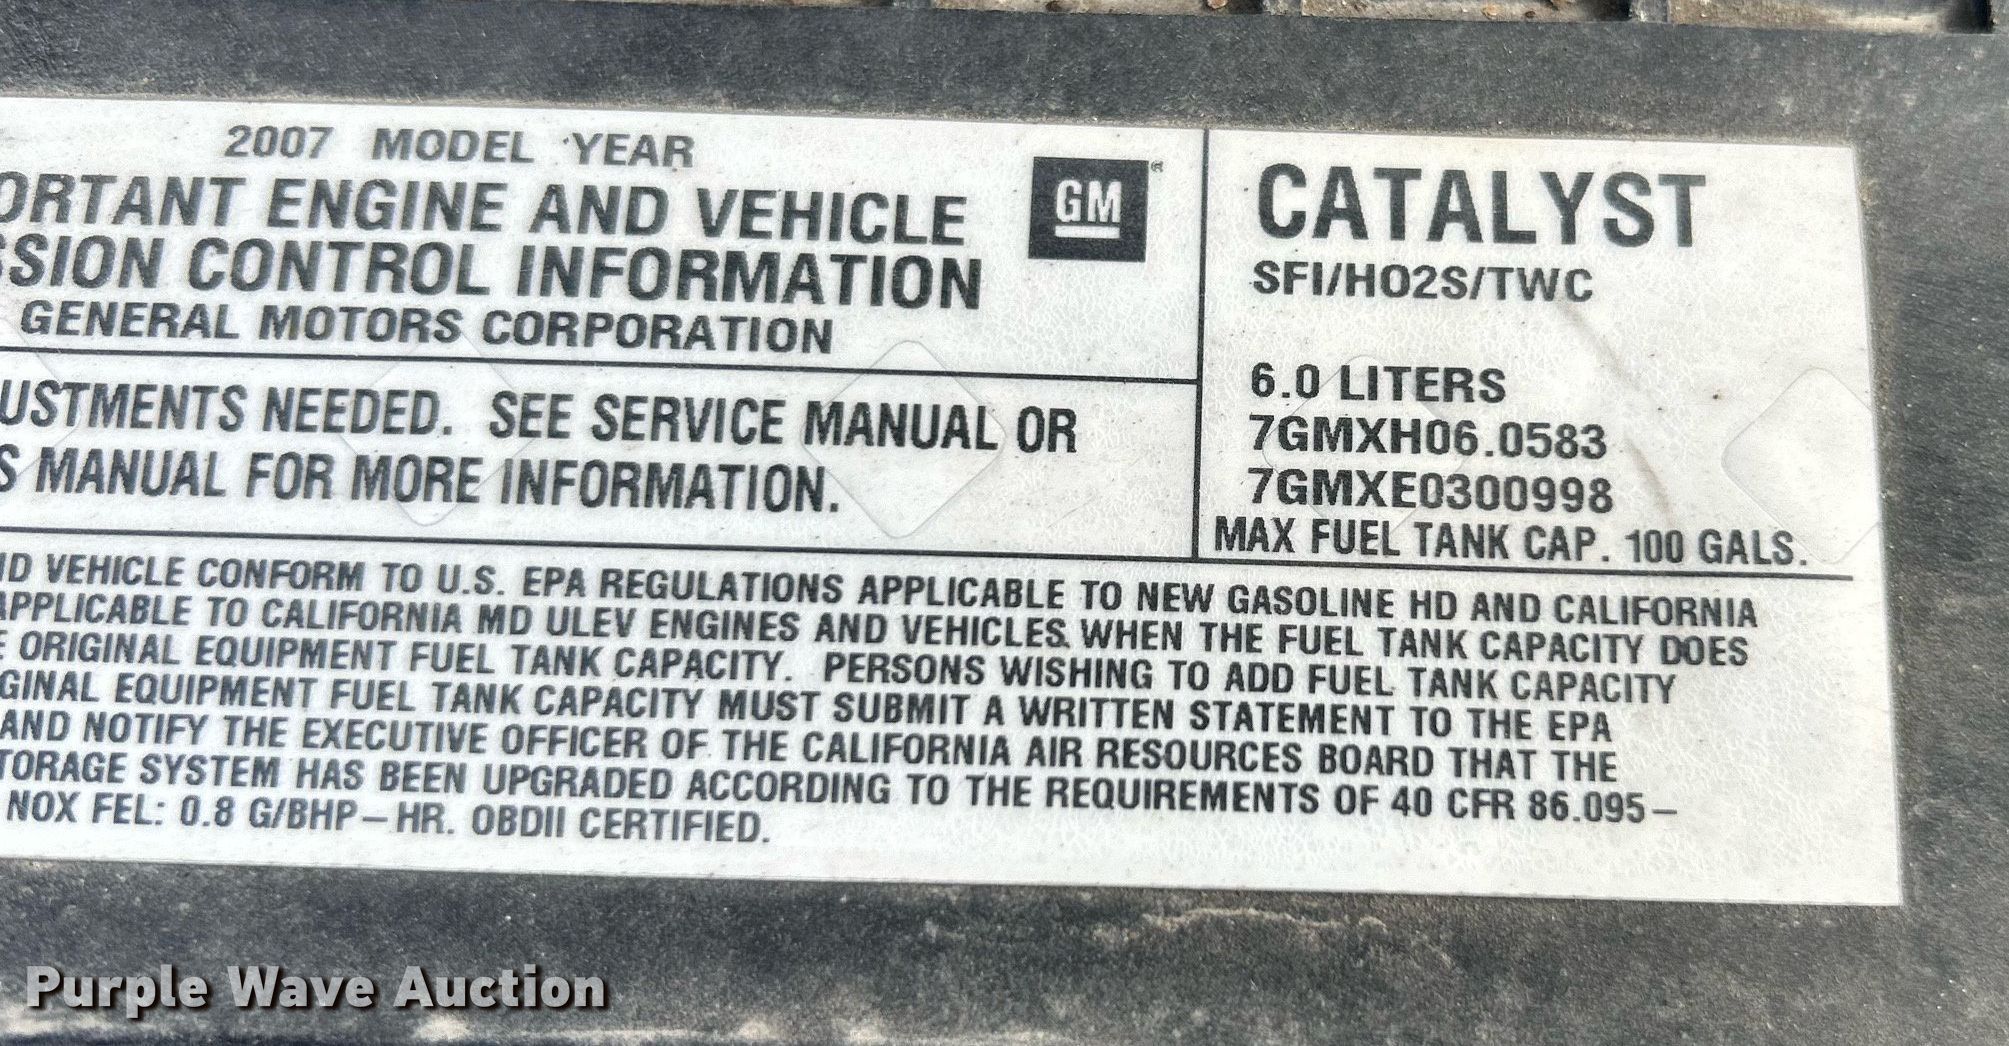 2007 MODEL YEAR
ORTANT ENGINE AND VEHICLE
SSION CONTROL INFORMATION
GENERAL MOTORS CORPORATION
GM
USTMENTS NEEDED. SEE SERVICE MANUAL OR
S MANUAL FOR MORE INFORMATION.
CATALYST
SFI/HO2S/TWC
6.0 LITERS
7GMXH06.0583
7GMXE0300998
MAX FUEL TANK CAP. 100 GALS.
ID VEHICLE CONFORM TO U.S. EPA REGULATIONS APPLICABLE TO NEW GASOLINE HD AND CALIFORNIA
APPLICABLE TO CALIFORNIA MD ULEV ENGINES AND VEHICLES WHEN THE FUEL TANK CAPACITY DOES
E ORIGINAL EQUIPMENT FUEL TANK CAPACITY. PERSONS WISHING TO ADD FUEL TANK CAPACITY
GINAL EQUIPMENT FUEL TANK CAPACITY MUST SUBMIT A WRITTEN STATEMENT TO THE EPA
AND NOTIFY THE EXECUTIVE OFFICER OF THE CALIFORNIA AIR RESOURCES BOARD THAT THE
TORAGE SYSTEM HAS BEEN UPGRADED ACCORDING TO THE REQUIREMENTS OF 40 CFR 86.095-
NOX FEL: 0.8 G/BHP-HR. OBDII CERTIFIED.
Purple Wave Auction